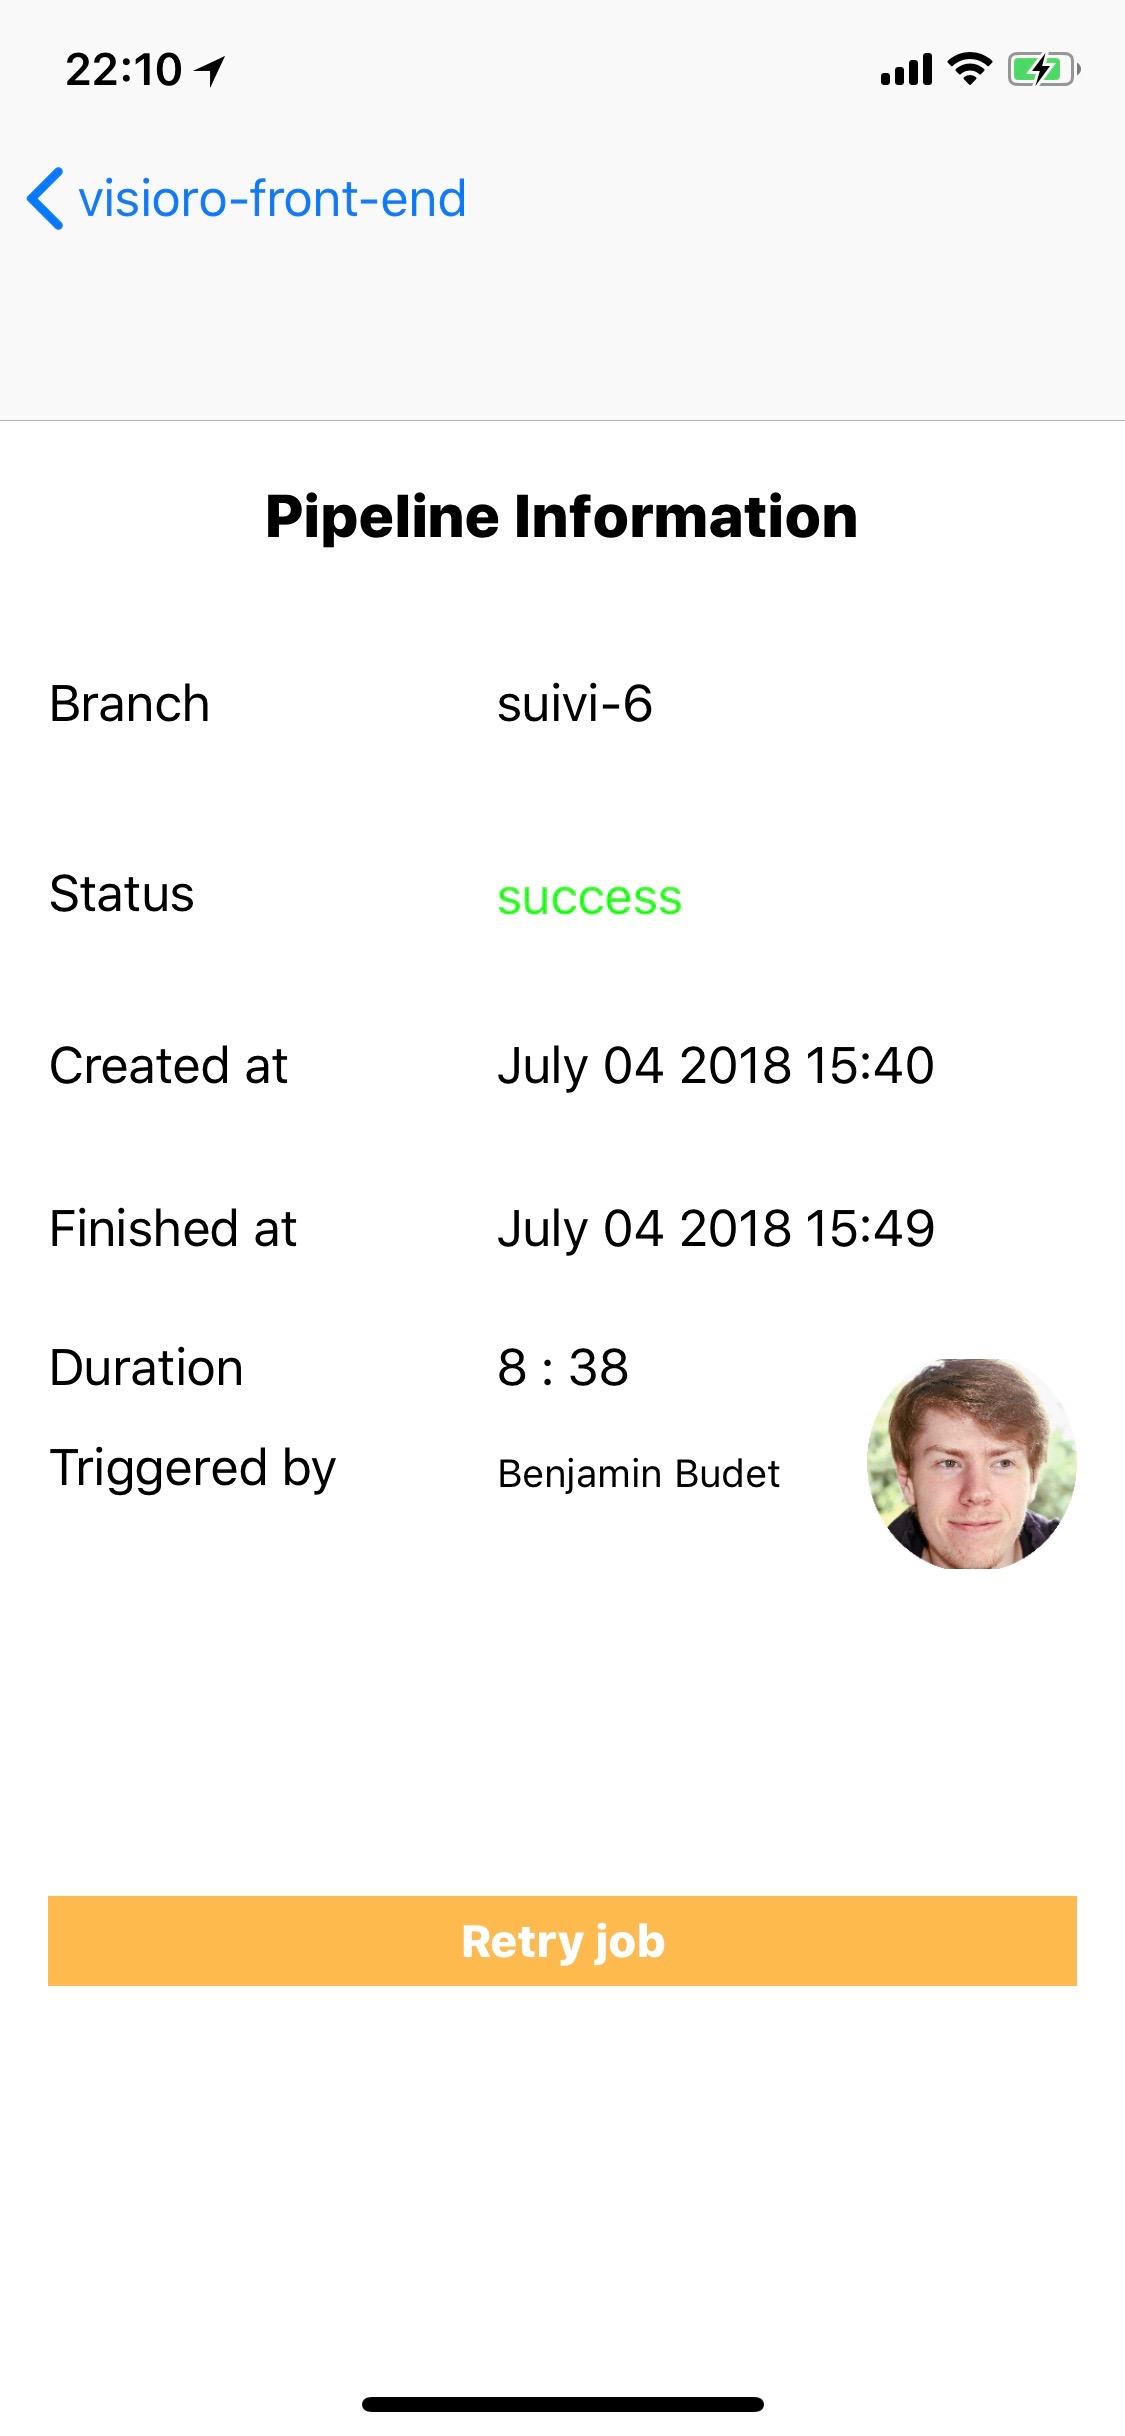 22:10
visioro-front-end
Pipeline Information
Branch suivi-6
Status success
Created at July 04 2018 15:40
Finished at July 04 2018 15:49
Duration 8 : 38
Triggered by Benjamin Budet
Retry job